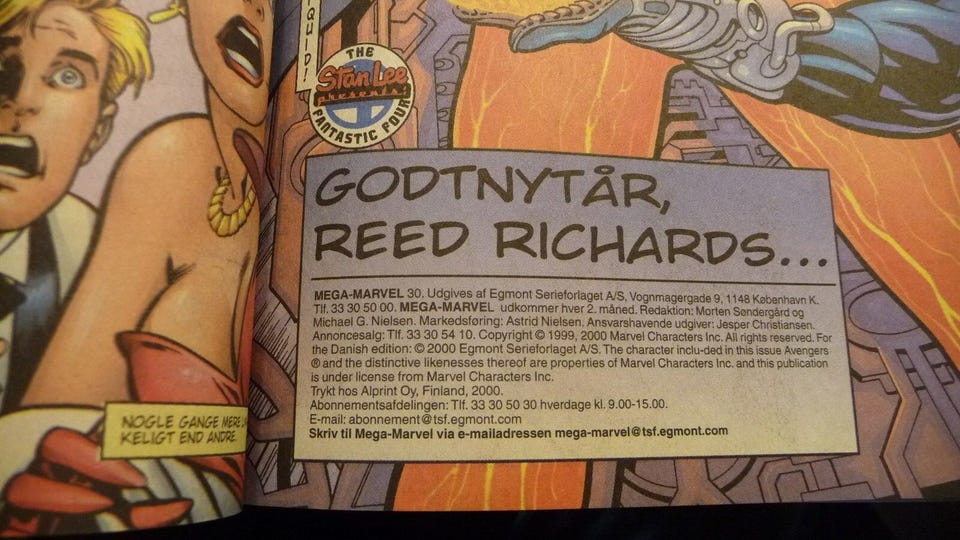 QUID!
THE
Stan Lee
presents:
FANTASTIC FOUR
GODTNYTÅR,
REED RICHARDS...
MEGA-MARVEL 30. Udgives af Egmont Serieforlaget A/S, Vognmagergade 9, 1148 København K.
Tlf. 33 30 50 00. MEGA-MARVEL udkommer hver 2. måned. Redaktion: Morten Søndergård og
Michael G. Nielsen. Markedsføring: Astrid Nielsen, Ansvarshavende udgiver: Jesper Christiansen.
Annoncesalg: Tlf. 33 30 54 10. Copyright © 1999, 2000 Marvel Characters Inc. All rights reserved. For
the Danish edition: © 2000 Egmont Serieforlaget A/S. The character inclu-ded in this issue Avengers
® and the distinctive likenesses thereof are properties of Marvel Characters Inc. and this publication
is under license from Marvel Characters Inc.
Trykt hos Alprint Oy, Finland, 2000.
Abonnementsafdelingen: Tlf. 33 30 50 30 hverdage kl. 9.00-15.00.
E-mail: abonnement@tsf.egmont.com
Skriv til Mega-Marvel via e-mailadressen mega-marvel@tsf.egmont.com
NOGLE GANGE MERE
KELIGT END ANDRE.